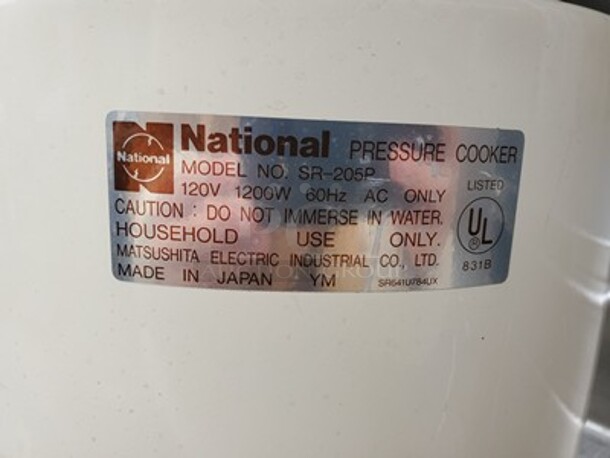 National
National PRESSURE COOKER
MODEL NO. SR-205P
120V 1200W 60Hz AC ONLY
CAUTION : DO NOT IMMERSE IN WATER.
HOUSEHOLD USE ONLY.
MATSUSHITA ELECTRIC INDUSTRIAL CO., LTD.
MADE IN JAPAN YM
SR641U784UX
LISTED
UL
831B